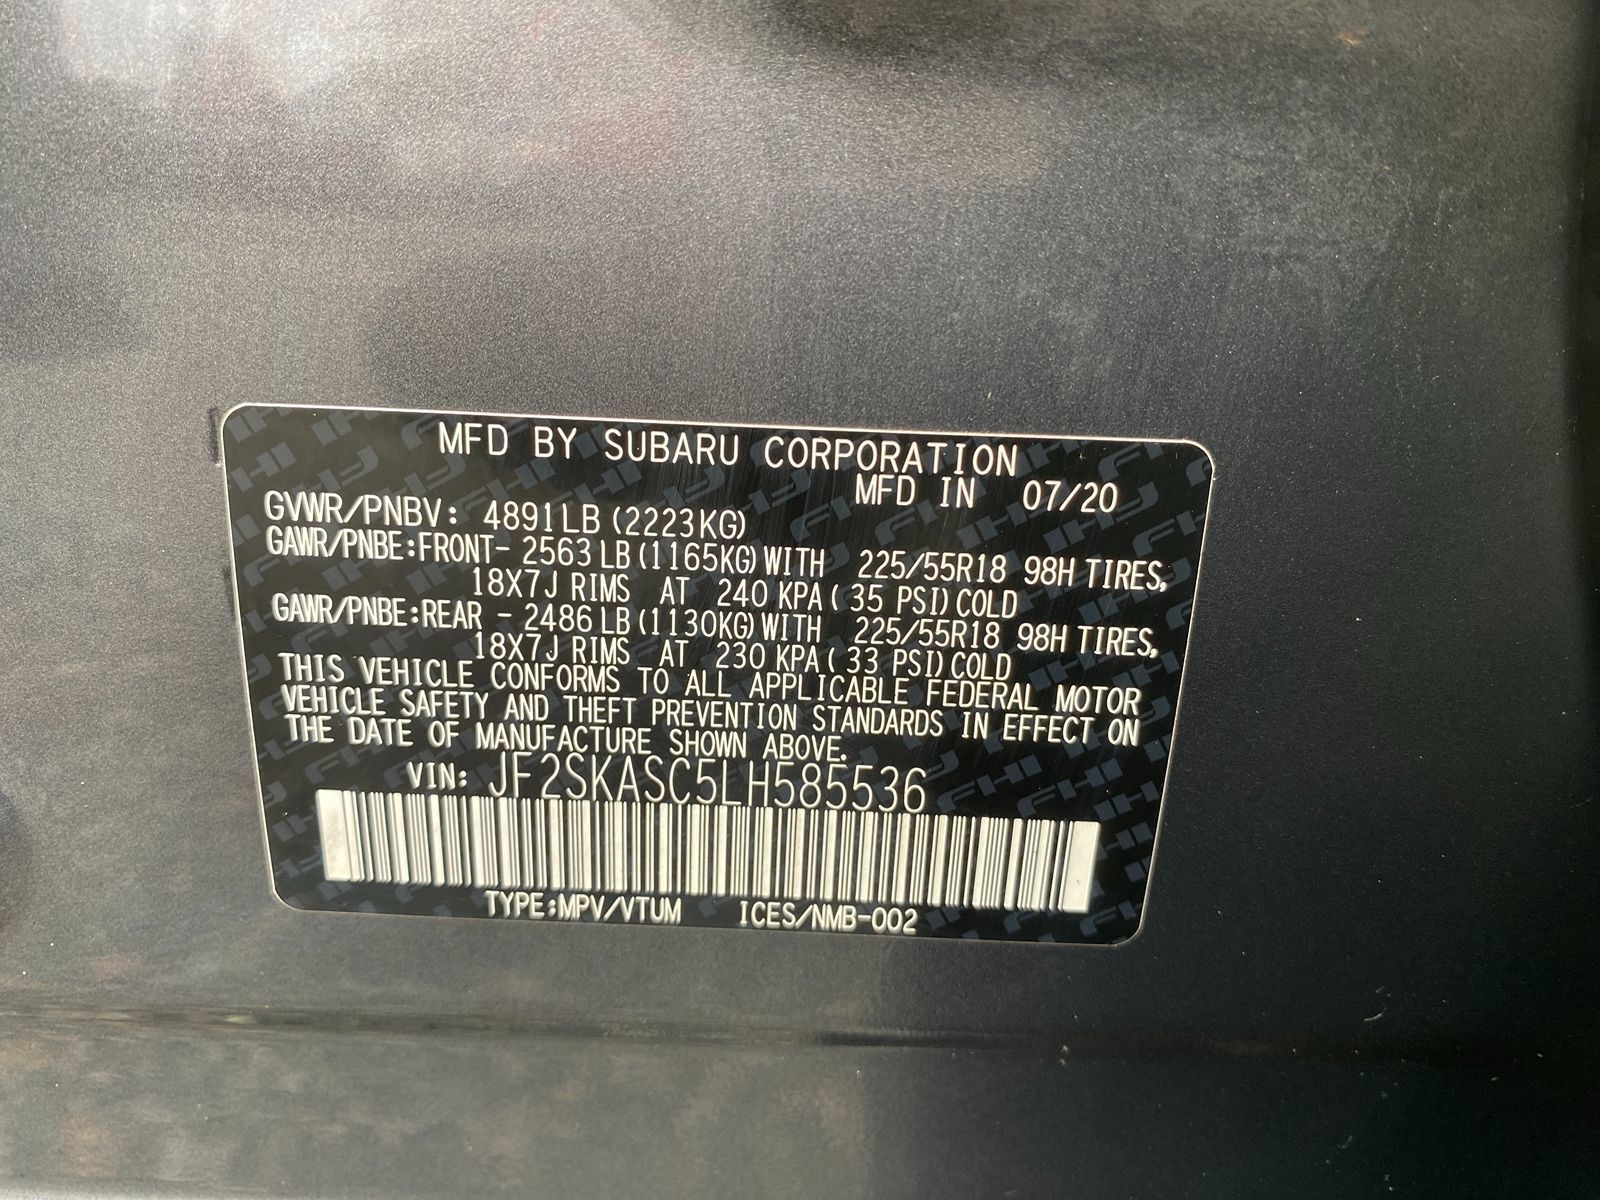 MFD BY SUBARU CORPORATION
MFD IN 07/20
GVWR/PNBV: 4891LB (2223KG)
GAWR/PNBE:FRONT- 2563 LB (1165KG) WITH 225/55R18 98H TIRES,
18X7J RIMS AT 240 KPA ( 35 PSI) COLD
GAWR/PNBE:REAR - 2486 LB (1130KG) WITH 225/55R18 98H TIRES,
18X7J RIMS AT 230 KPA ( 33 PSI) COLD
THIS VEHICLE CONFORMS TO ALL APPLICABLE FEDERAL MOTOR
VEHICLE SAFETY AND THEFT PREVENTION STANDARDS IN EFFECT ON
THE DATE OF MANUFACTURE SHOWN ABOVE.
VIN: JF2SKASC5LH585536
TYPE:MPV/VTUM ICES/NMB-002